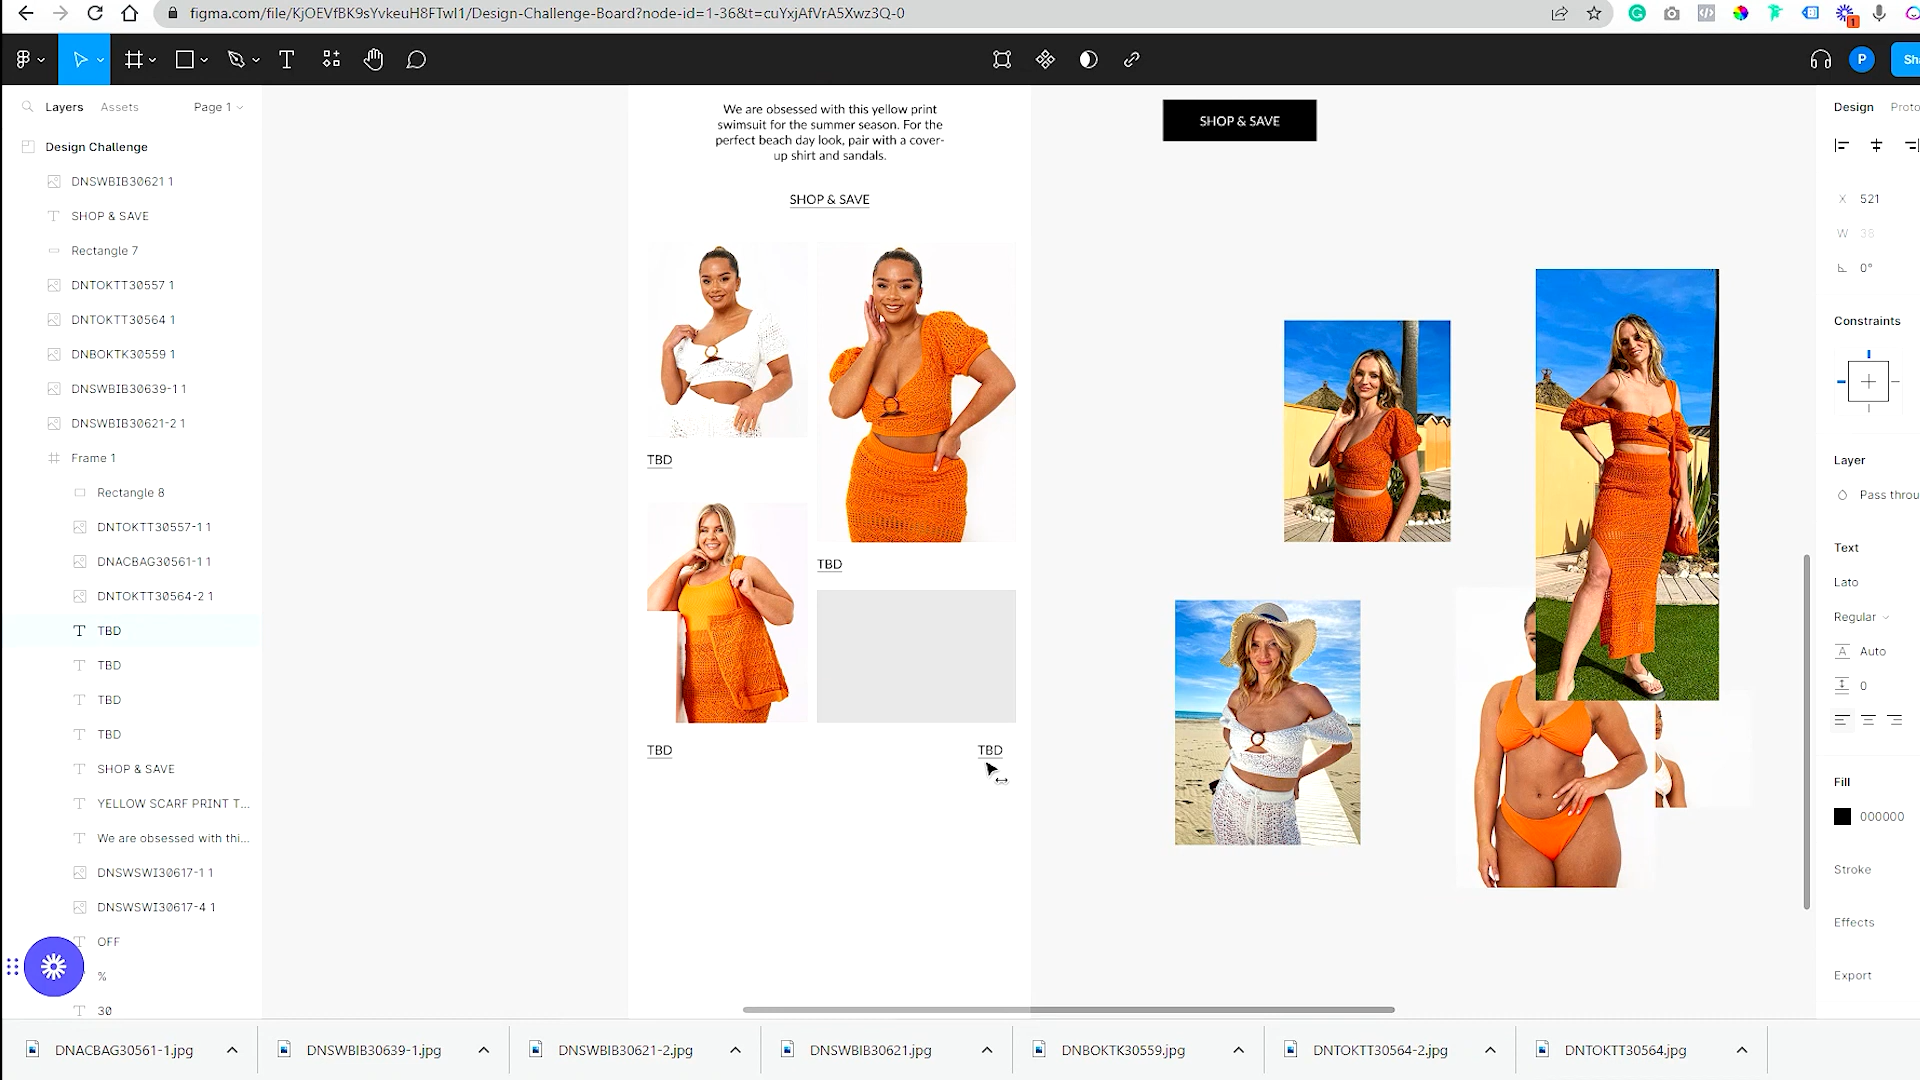 figma.com/file/KjOEVfBK9sYvkeuH8FTwI1/Design-Challenge-Board?node-id=1-36&t=cuYxjAfVrA5Xwz3Q-0
1
P
Sh
Layers
Assets
Page 1
Design Challenge
DNSWBIB30621 1
SHOP & SAVE
Rectangle 7
DNTOKTT30557 1
DNTOKTT30564 1
DNBOKTK30559 1
DNSWBIB30639-1 1
DNSWBIB30621-2 1
Frame 1
Rectangle 8
DNTOKTT30557-1 1
DNACBAG30561-1 1
DNTOKTT30564-2 1
TBD
TBD
TBD
TBD
SHOP & SAVE
YELLOW SCARF PRINT T...
We are obsessed with thi...
DNSWSWI30617-1 1
DNSWSWI30617-4 1
OFF
%
30
We are obsessed with this yellow print
swimsuit for the summer season. For the
perfect beach day look, pair with a cover-
up shirt and sandals.
SHOP & SAVE
TBD
TBD
TBD
TBD
SHOP & SAVE
Design
Proto
X 521
W 38
0°
Constraints
Layer
Pass throu
Text
Lato
Regular
Auto
0
Fill
000000
Stroke
Effects
Export
DNACBAG30561-1.jpg
DNSWBIB30639-1.jpg
DNSWBIB30621-2.jpg
DNSWBIB30621.jpg
DNBOKTK30559.jpg
DNTOKTT30564-2.jpg
DNTOKTT30564.jpg